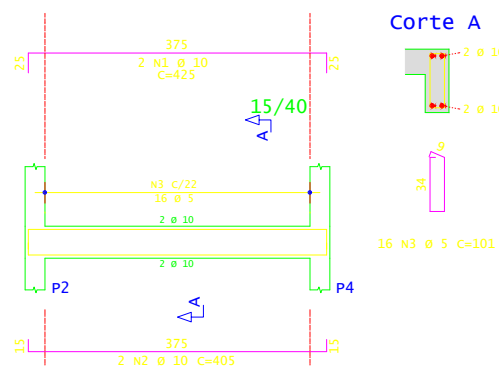 Corte A
375
25
2 N1 Ø 10
25
C=425
2 Ø 10
15/40
A
2 Ø 10
9
34
N3 C/22
16 Ø 5
2 Ø 10
16 N3 Ø 5 C=101
2 Ø 10
P2
P4
A
375
15
2 N2 Ø 10 C=405
15